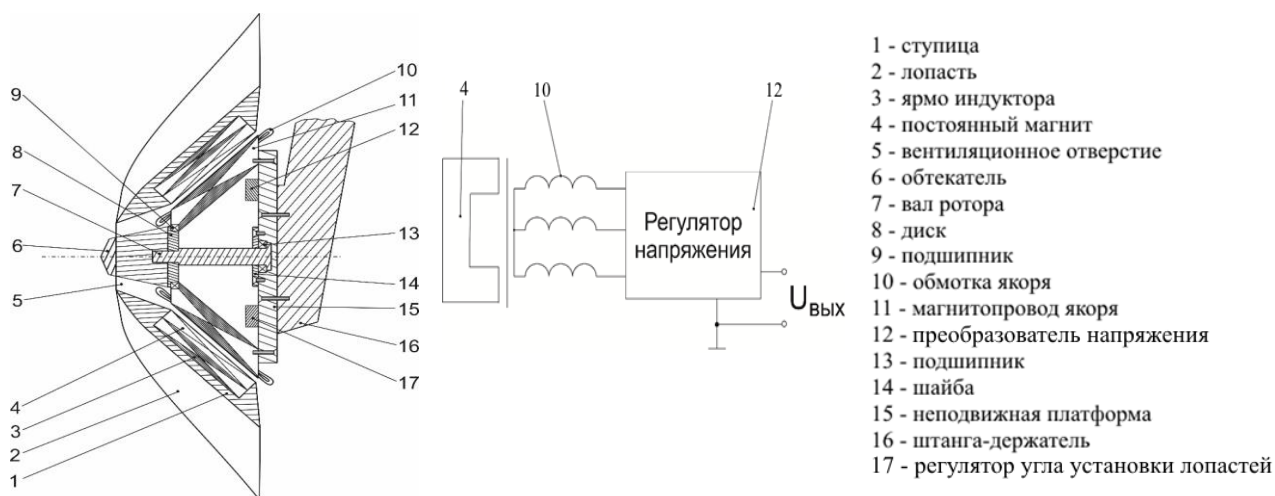 9
8
7
6
5
4
3
2
1
10
11
12
13
14
15
16
17
4
10
12
Регулятор
напряжения
Uвых
1 - ступица
2 - лопасть
3 - ярмо индуктора
4 - постоянный магнит
5 - вентиляционное отверстие
6 - обтекатель
7 - вал ротора
8 - диск
9 - подшипник
10 - обмотка якоря
11 - магнитопровод якоря
12 - преобразователь напряжения
13 - подшипник
14 - шайба
15 - неподвижная платформа
16 - штанга-держатель
17 - регулятор угла установки лопастей